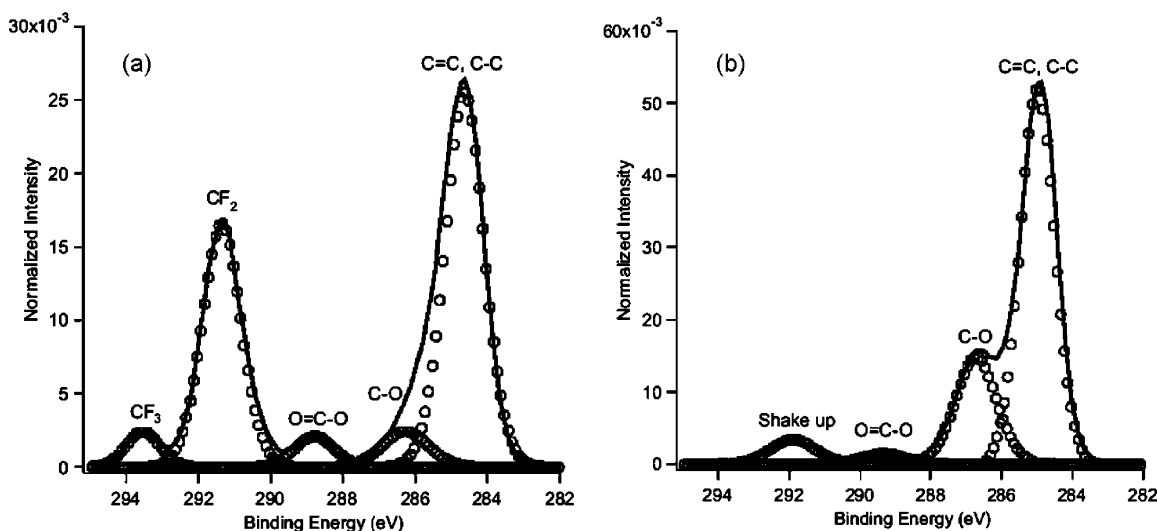 30x10⁻³
(a)
C=C, C-C
25
CF₂
20
15
10
C-O
5
CF₃
O=C-O
0
294 292 290 288 286 284 282
Binding Energy (eV)
Normalized Intensity
60x10⁻³
(b)
C=C, C-C
50
40
30
C-O
20
10
Shake up
O=C-O
0
294 292 290 288 286 284 282
Binding Energy (eV)
Normalized Intensity